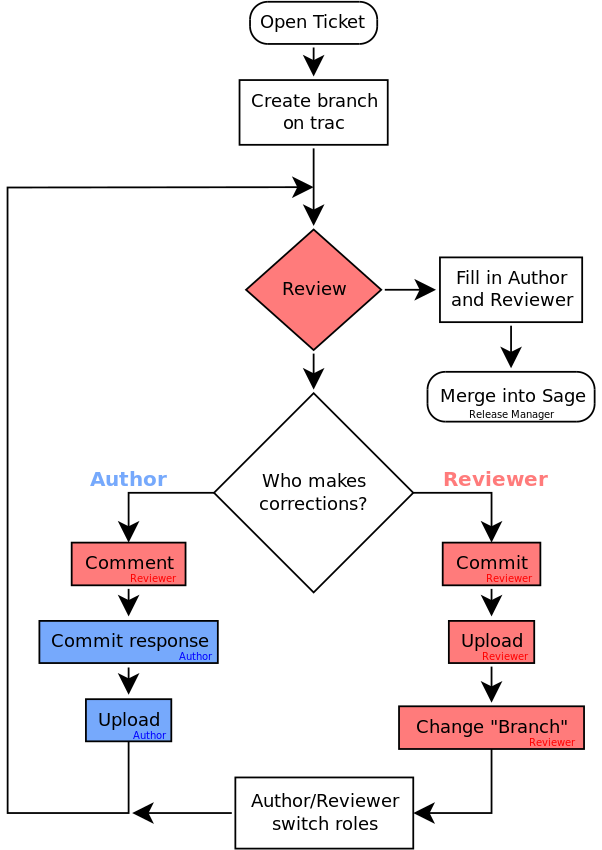 Open Ticket
Create branch
on trac
Review
Fill in Author
and Reviewer
Merge into Sage
Release Manager
Who makes
corrections?
Author
Comment
Reviewer
Commit response
Author
Upload
Author
Reviewer
Commit
Reviewer
Upload
Reviewer
Change "Branch"
Reviewer
Author/Reviewer
switch roles